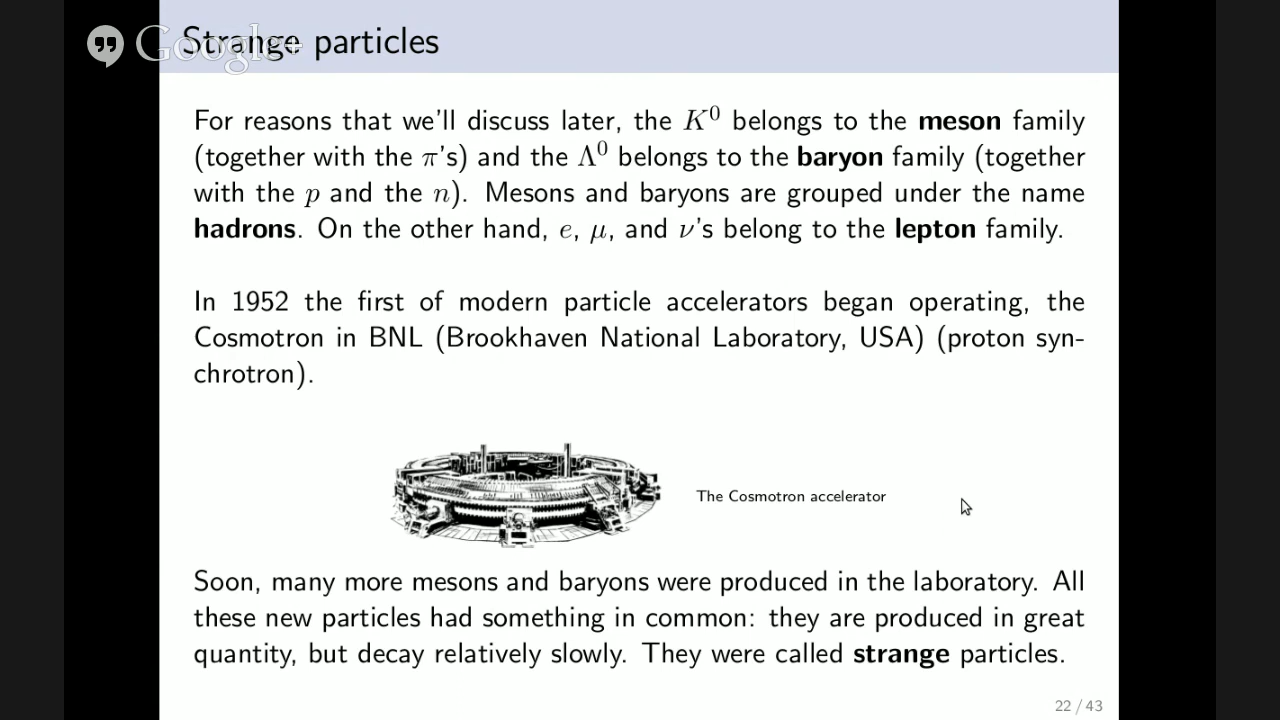 Google+
Strange particles
For reasons that we'll discuss later, the K⁰ belongs to the meson family
(together with the π's) and the Λ⁰ belongs to the baryon family (together
with the p and the n). Mesons and baryons are grouped under the name
hadrons. On the other hand, e, μ, and ν's belong to the lepton family.
In 1952 the first of modern particle accelerators began operating, the
Cosmotron in BNL (Brookhaven National Laboratory, USA) (proton syn-
chrotron).
The Cosmotron accelerator
Soon, many more mesons and baryons were produced in the laboratory. All
these new particles had something in common: they are produced in great
quantity, but decay relatively slowly. They were called strange particles.
22 / 43